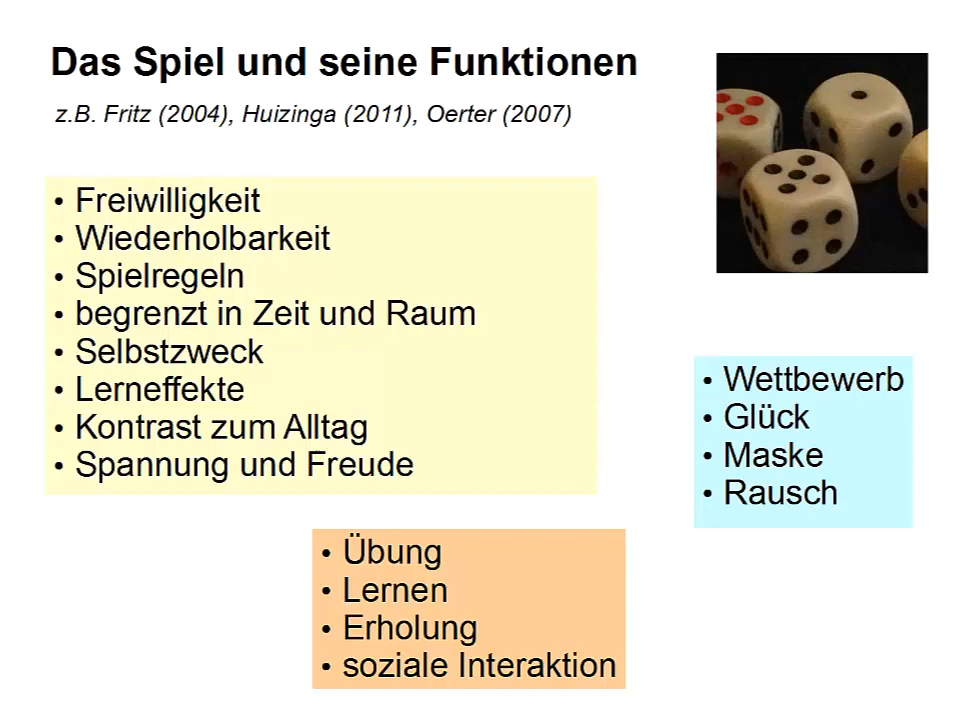 Das Spiel und seine Funktionen
z.B. Fritz (2004), Huizinga (2011), Oerter (2007)
• Freiwilligkeit
• Wiederholbarkeit
• Spielregeln
• begrenzt in Zeit und Raum
• Selbstzweck
• Lerneffekte
• Kontrast zum Alltag
• Spannung und Freude
• Wettbewerb
• Glück
• Maske
• Rausch
• Übung
• Lernen
• Erholung
• soziale Interaktion